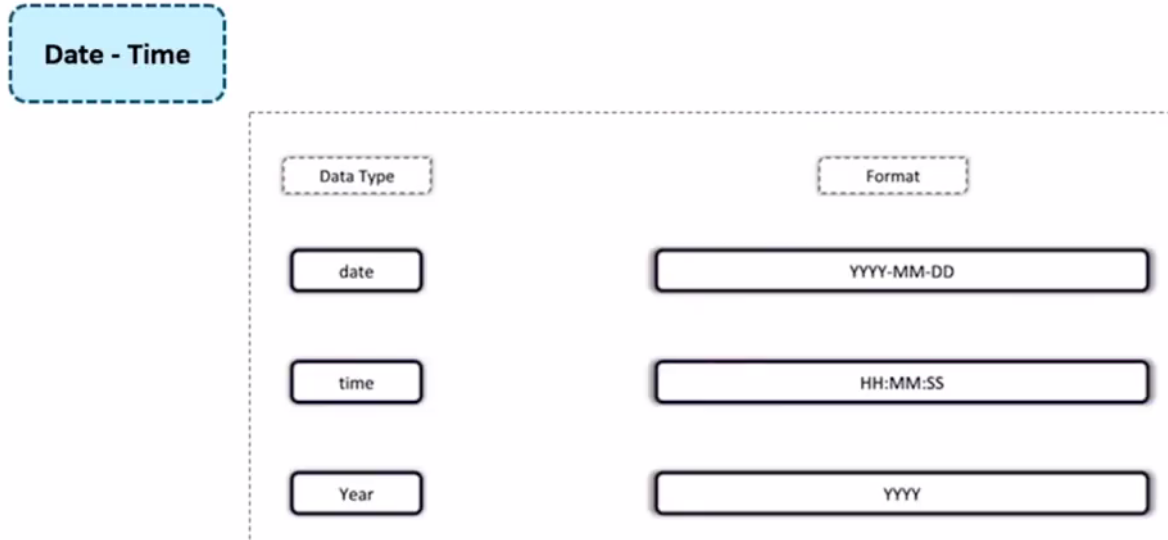 Date - Time
Data Type Format
date YYYY-MM-DD
time HH:MM:SS
Year YYYY